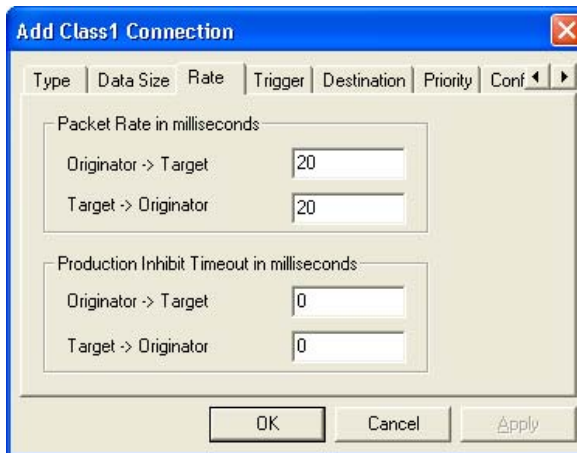 Add Class1 Connection
Type Data Size Rate Trigger Destination Priority Conf
Packet Rate in milliseconds
Originator -> Target 20
Target -> Originator 20
Production Inhibit Timeout in milliseconds
Originator -> Target 0
Target -> Originator 0
OK Cancel Apply